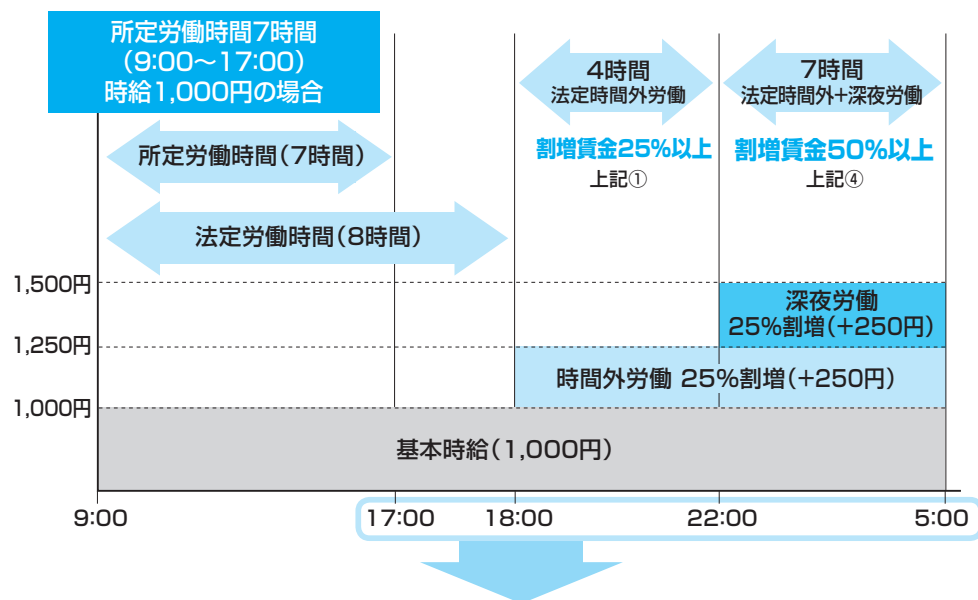 所定労働時間7時間
(9:00〜17:00)
時給1,000円の場合
4時間
法定時間外労働
7時間
法定時間外+深夜労働
割増賃金25%以上
上記①
割増賃金50%以上
上記④
所定労働時間(7時間)
法定労働時間(8時間)
1,500円
深夜労働
25%割増(+250円)
1,250円
時間外労働 25%割増(+250円)
1,000円
基本時給(1,000円)
9:00 17:00 18:00 22:00 5:00